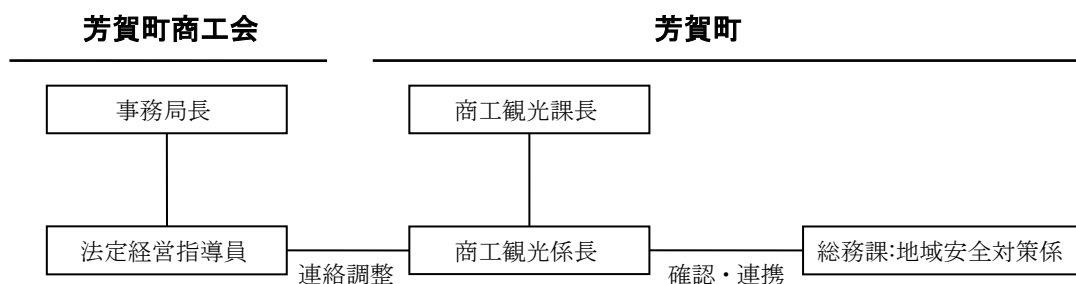 芳賀町商工会
芳賀町
事務局長
商工観光課長
法定経営指導員
連絡調整
商工観光係長
確認・連携
総務課:地域安全対策係